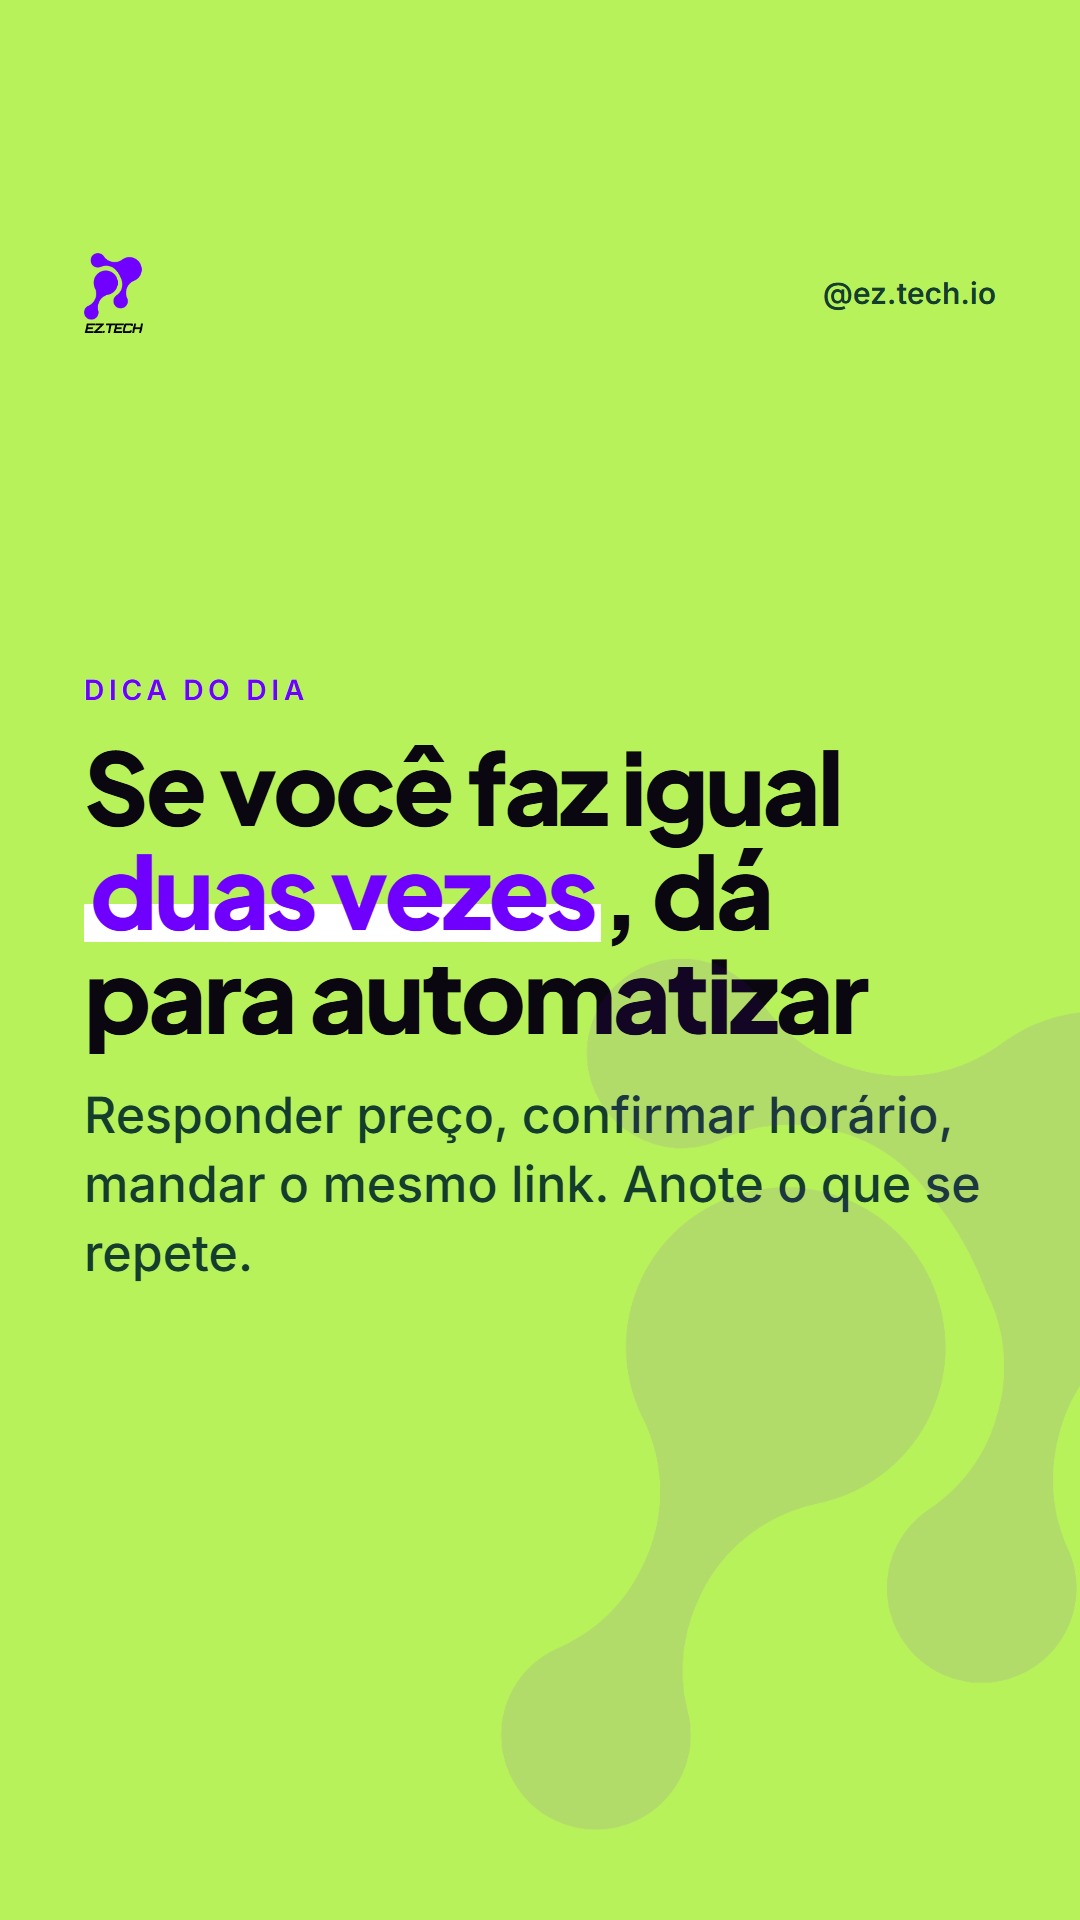 EZ.TECH
@ez.tech.io
DICA DO DIA
Se você faz igual
duas vezes, dá
para automatizar
Responder preço, confirmar horário,
mandar o mesmo link. Anote o que se
repete.